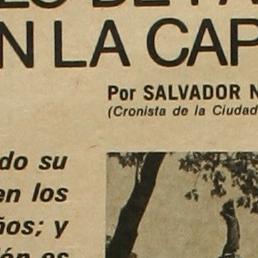 N LA CAP
Por SALVADOR N
(Cronista de la Ciudad
do su
en los
ños; y